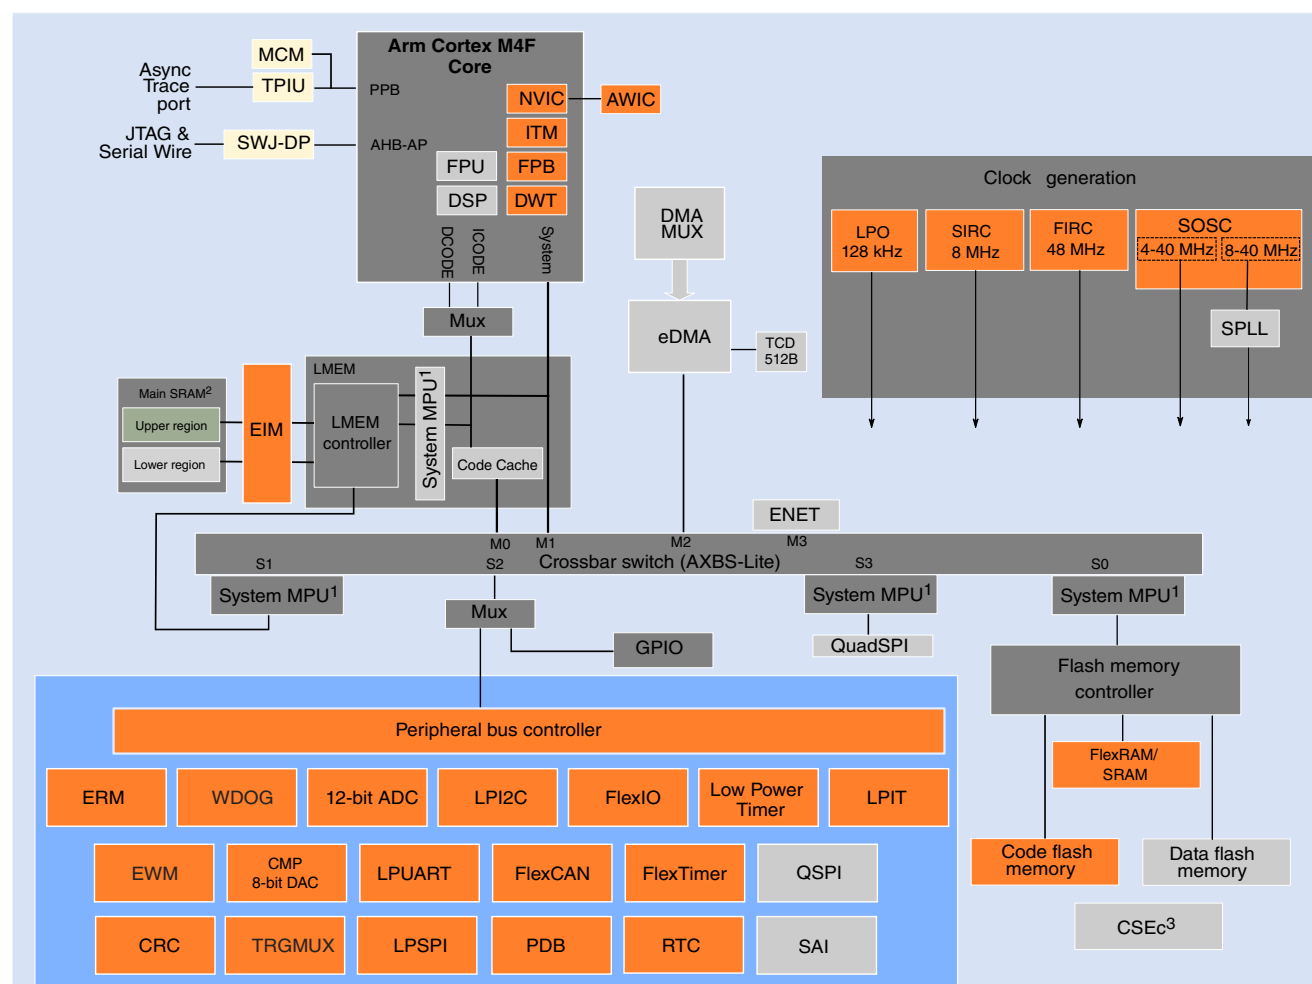 Arm Cortex M4F
Core
MCM
Async
Trace
port
TPIU
PPB
NVIC
AWIC
JTAG &
Serial Wire
SWJ-DP
AHB-AP
ITM
FPU
FPB
DSP
DWT
DCODE
ICODE
System
Mux
DMA
MUX
eDMA
TCD
512B
Clock generation
LPO
128 kHz
SIRC
8 MHz
FIRC
48 MHz
SOSC
4-40 MHz
8-40 MHz
SPLL
LMEM
Main SRAM2
Upper region
Lower region
EIM
LMEM
controller
System MPU1
Code Cache
ENET
M0
M1
M2
M3
Crossbar switch (AXBS-Lite)
S1
S2
S3
S0
System MPU1
Mux
System MPU1
System MPU1
GPIO
QuadSPI
Flash memory
controller
Peripheral bus controller
FlexRAM/
SRAM
ERM
WDOG
12-bit ADC
LPI2C
FlexIO
Low Power
Timer
LPIT
EWM
CMP
8-bit DAC
LPUART
FlexCAN
FlexTimer
QSPI
Code flash
memory
Data flash
memory
CRC
TRGMUX
LPSPI
PDB
RTC
SAI
CSEc3